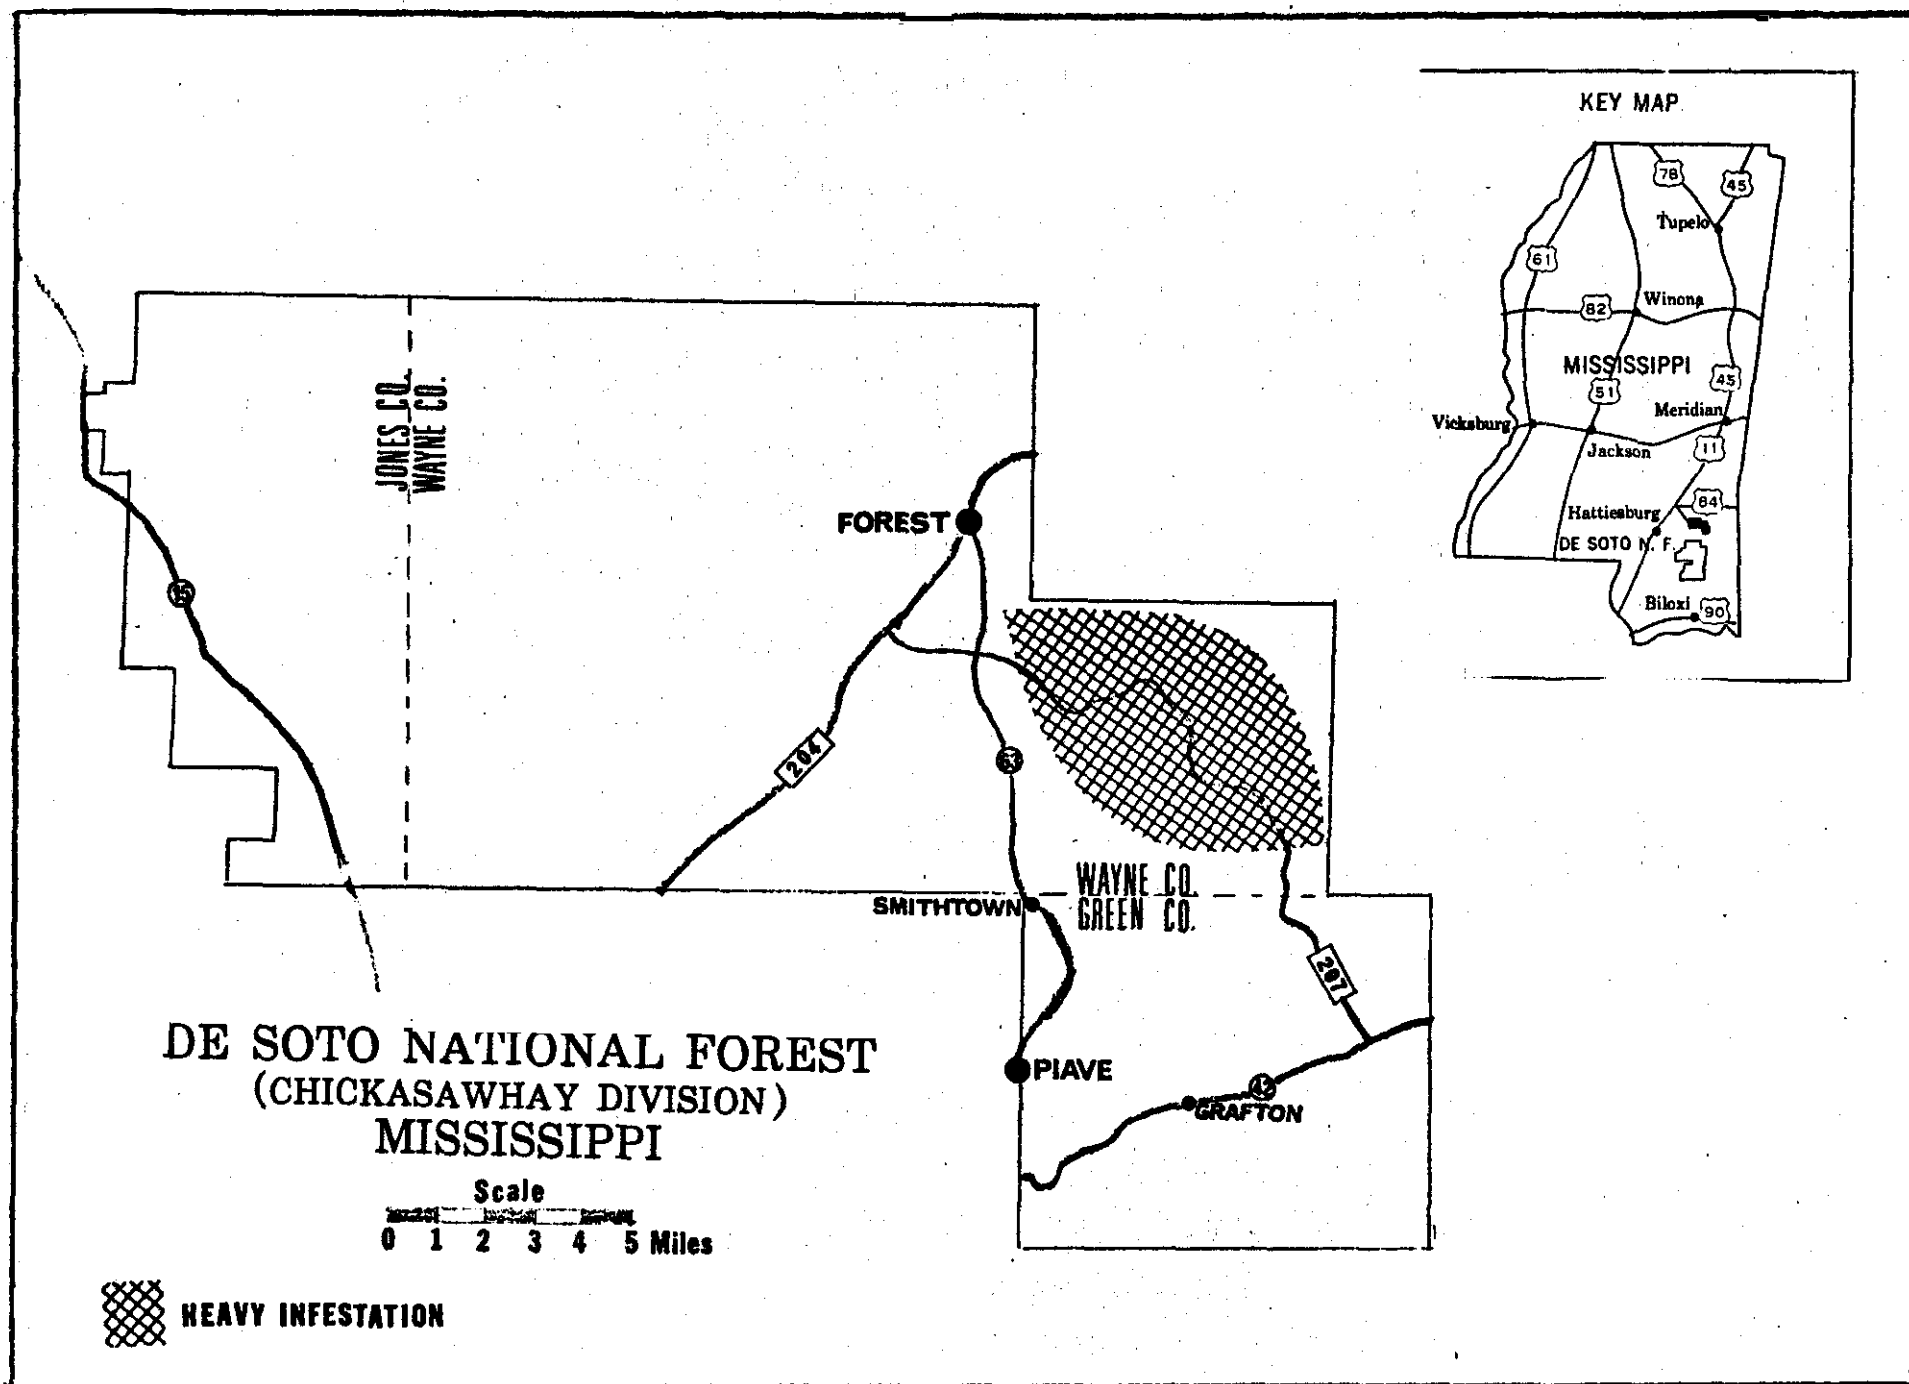 KEY MAP
78
45
Tupelo
61
82
Winona
MISSISSIPPI
51
45
Vicksburg
Meridian
Jackson
11
84
Hattiesburg
DE SOTO N. F.
Biloxi
90
JONES CO.
WAYNE CO.
FOREST
15
204
63
WAYNE CO.
GREEN CO.
SMITHTOWN
207
PIAVE
42
GRAFTON
DE SOTO NATIONAL FOREST
(CHICKASAWHAY DIVISION)
MISSISSIPPI
Scale
0 1 2 3 4 5 Miles
HEAVY INFESTATION